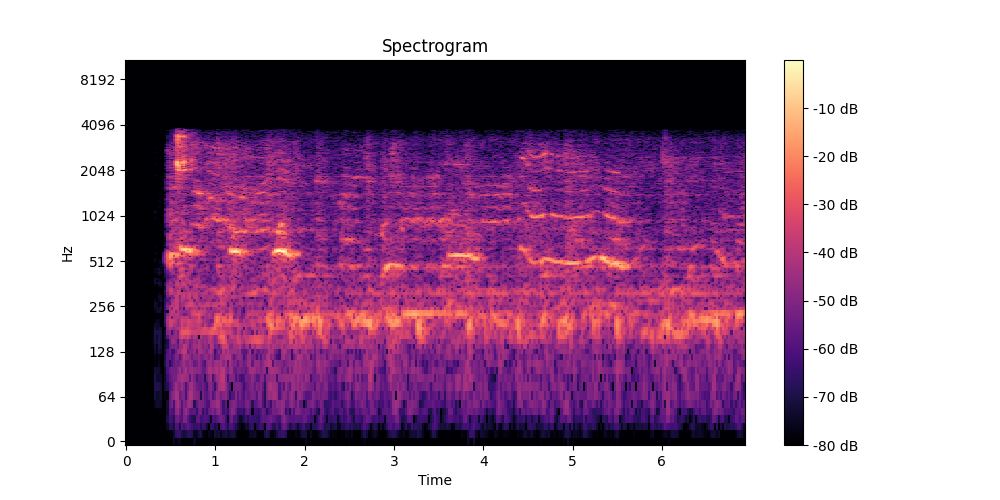 Spectrogram
Hz
8192
4096
2048
1024
512
256
128
64
0
0 1 2 3 4 5 6
Time
-10 dB
-20 dB
-30 dB
-40 dB
-50 dB
-60 dB
-70 dB
-80 dB